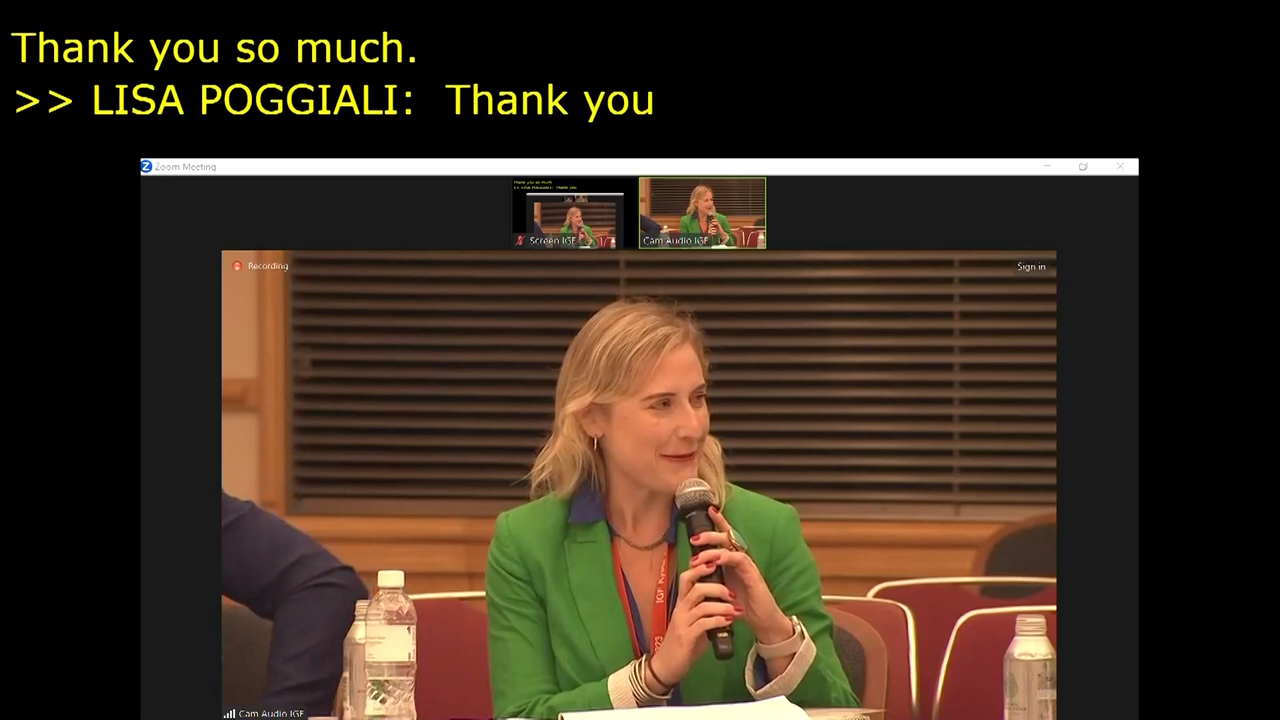 Thank you so much.
>> LISA POGGIALI:  Thank you
Zoom Meeting
Screen IGF
Cam Audio IGF
Recording
Sign in
Cam Audio IGF